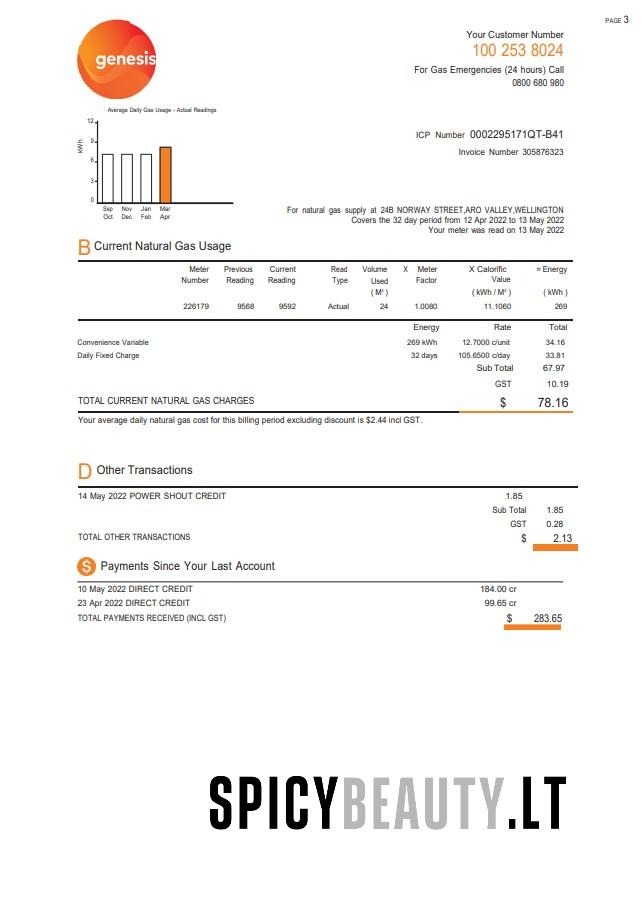 PAGE 3
genesis
Your Customer Number
100 253 8024
For Gas Emergencies (24 hours) Call
0800 680 980
Average Daily Gas Usage - Actual Readings
kWh
12
9
6
3
0
Sep Nov Jan Mar
Oct Dec Feb Apr
ICP Number 0002295171QT-B41
Invoice Number 305876323
For natural gas supply at 24B NORWAY STREET,ARO VALLEY,WELLINGTON
Covers the 32 day period from 12 Apr 2022 to 13 May 2022
Your meter was read on 13 May 2022
B Current Natural Gas Usage
Meter Previous Current Read Volume X Meter X Calorific = Energy
Number Reading Reading Type Used Factor Value
( M³ ) ( kWh / M³ ) ( kWh )
226179 9568 9592 Actual 24 1.0080 11.1060 269
Energy Rate Total
Convenience Variable 269 kWh 12.7000 c/unit 34.16
Daily Fixed Charge 32 days 105.6500 c/day 33.81
Sub Total 67.97
GST 10.19
TOTAL CURRENT NATURAL GAS CHARGES $ 78.16
Your average daily natural gas cost for this billing period excluding discount is $2.44 incl GST.
D Other Transactions
14 May 2022 POWER SHOUT CREDIT 1.85
Sub Total 1.85
GST 0.28
TOTAL OTHER TRANSACTIONS $ 2.13
$ Payments Since Your Last Account
10 May 2022 DIRECT CREDIT 184.00 cr
23 Apr 2022 DIRECT CREDIT 99.65 cr
TOTAL PAYMENTS RECEIVED (INCL GST) $ 283.65
SPICYBEAUTY.LT